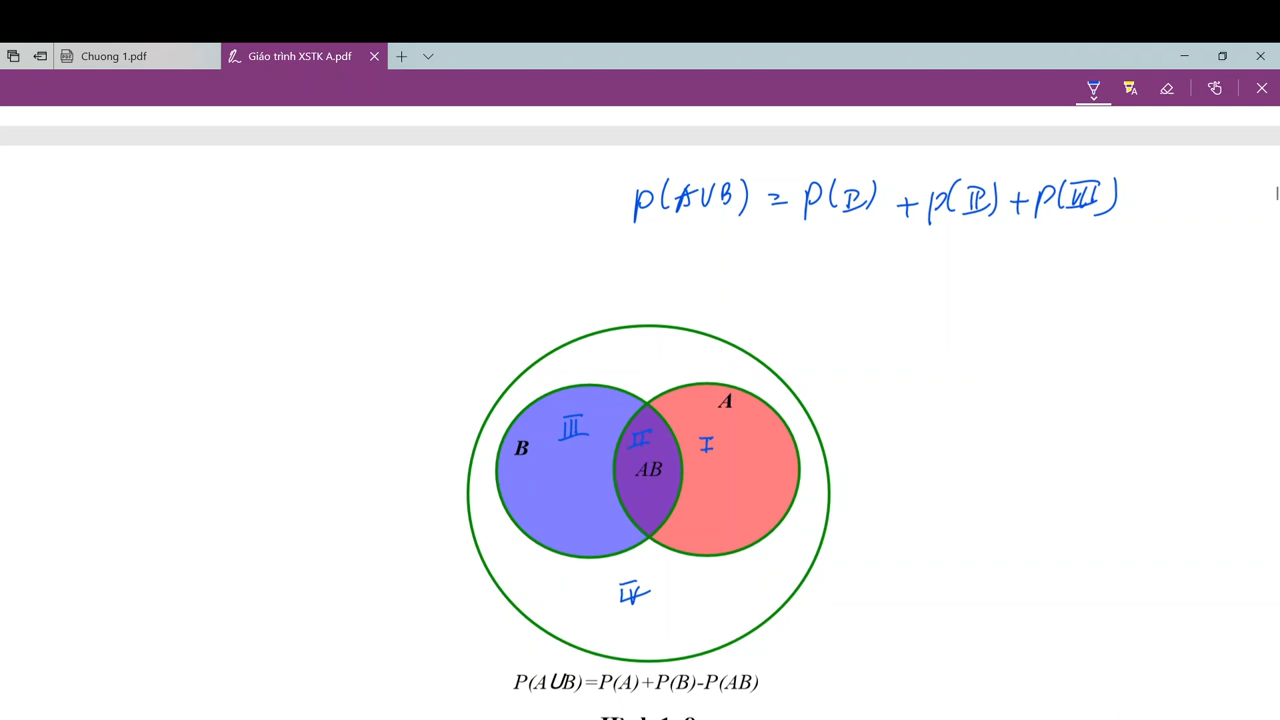 Chuong 1.pdf
Giáo trình XSTK A.pdf
P(A∪B) = P(I) + P(II) + P(III)
A
III
II
I
B
AB
IV
P(A∪B)=P(A)+P(B)-P(AB)